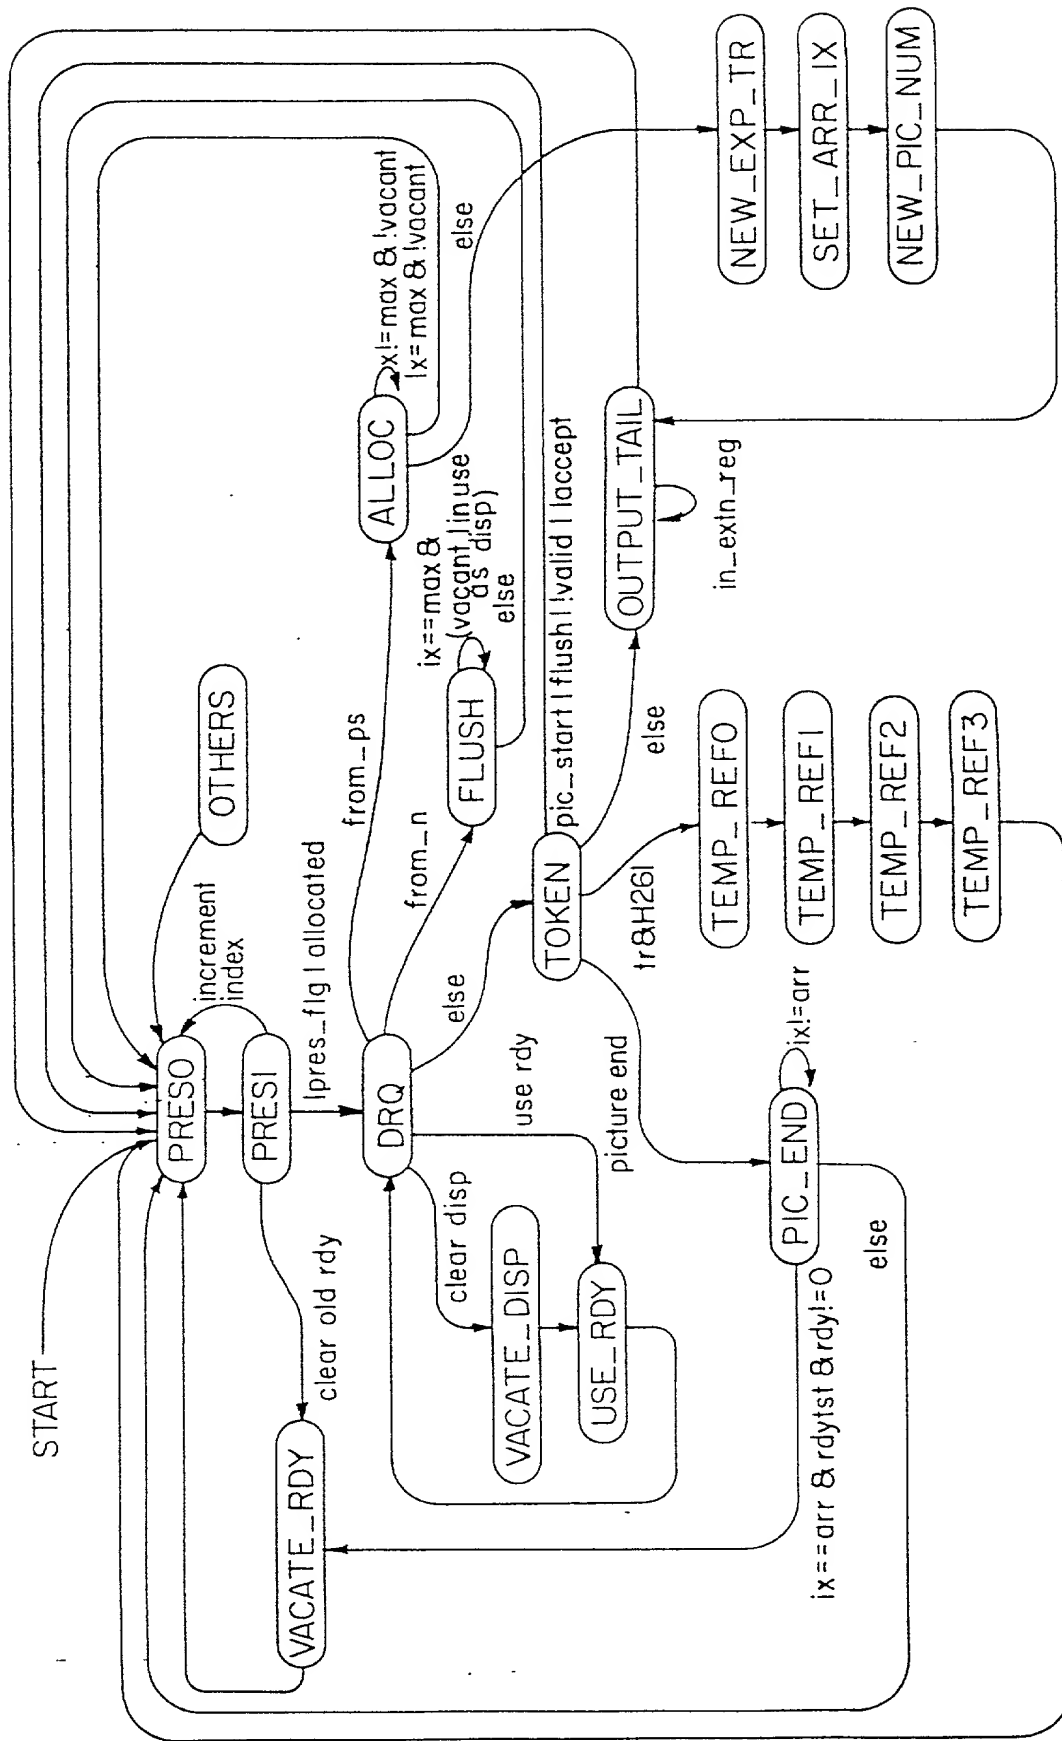 START
PRES0
PRES1
increment
index
OTHERS
clear old rdy
VACATE_RDY
!pres_flg | allocated
DRQ
from_ps
ALLOC
x!=max & !vacant
!x=max & !vacant
else
from_n
FLUSH
ix==max &
(vacant | inuse
as disp)
else
else
clear disp
use rdy
VACATE_DISP
USE_RDY
TOKEN
pic_start | flush | !valid | !accept
picture end
tr&H261
else
OUTPUT_TAIL
in_extn_reg
NEW_EXP_TR
SET_ARR_IX
NEW_PIC_NUM
TEMP_REF0
TEMP_REF1
TEMP_REF2
TEMP_REF3
PIC_END
ix!=arr
ix==arr & rdytst & rdy!=0
else